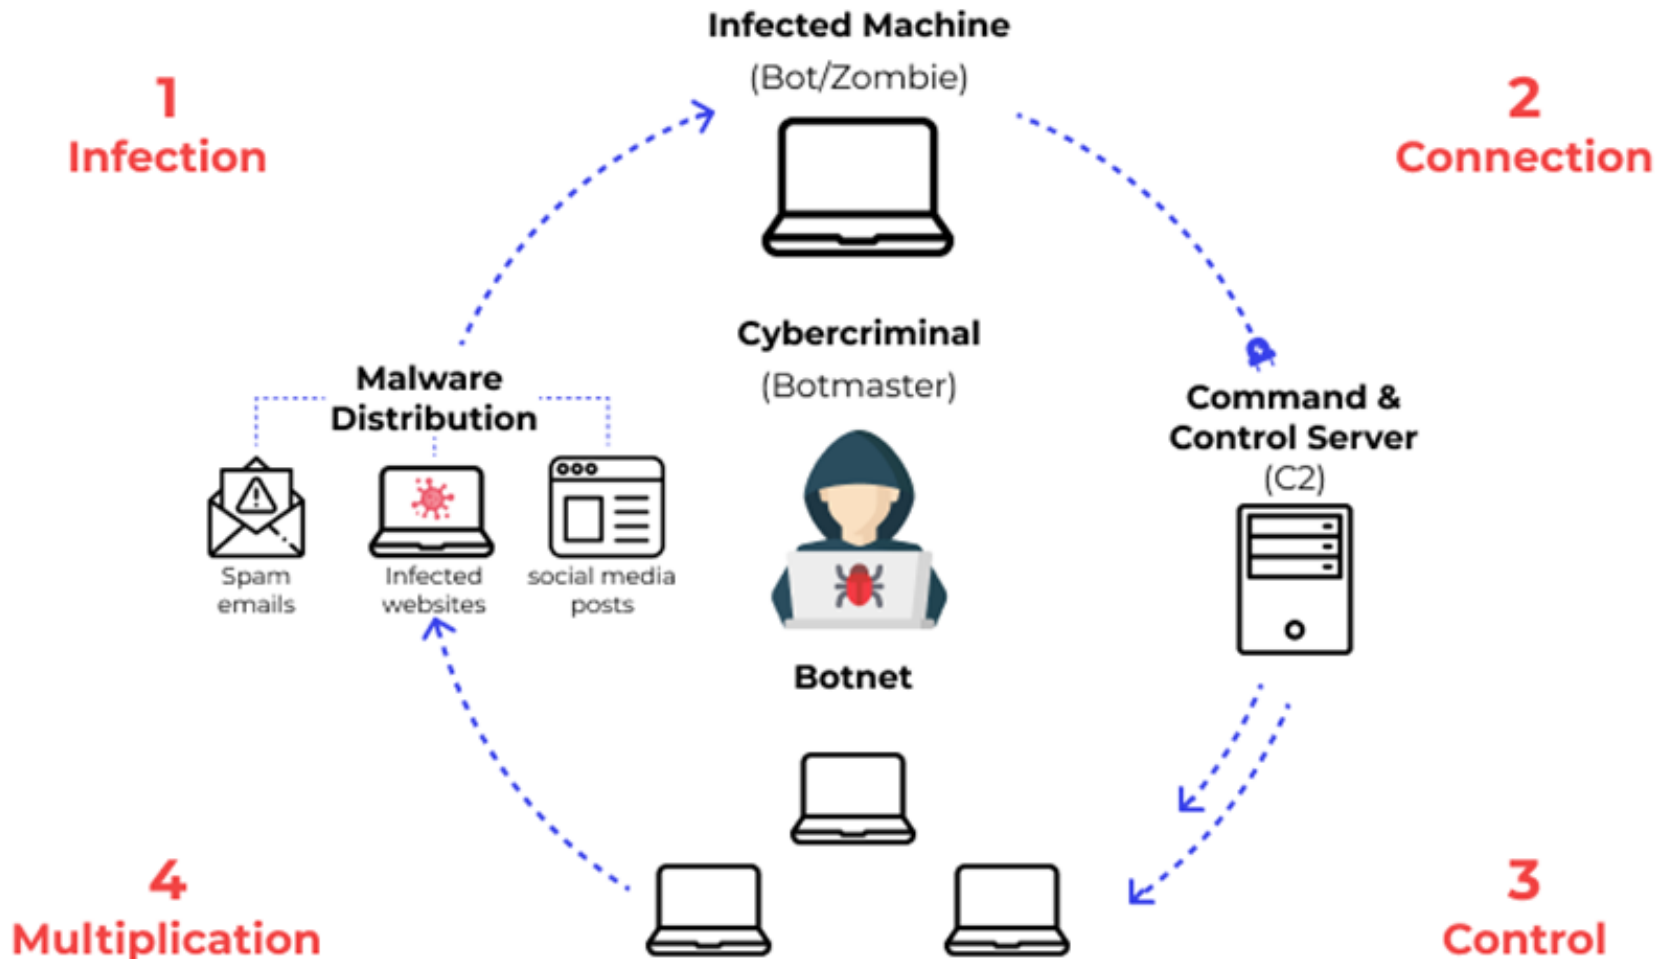 Infected Machine
(Bot/Zombie)
1
Infection
2
Connection
Cybercriminal
(Botmaster)
Malware
Distribution
Spam
emails
Infected
websites
social media
posts
Command &
Control Server
(C2)
Botnet
4
Multiplication
3
Control